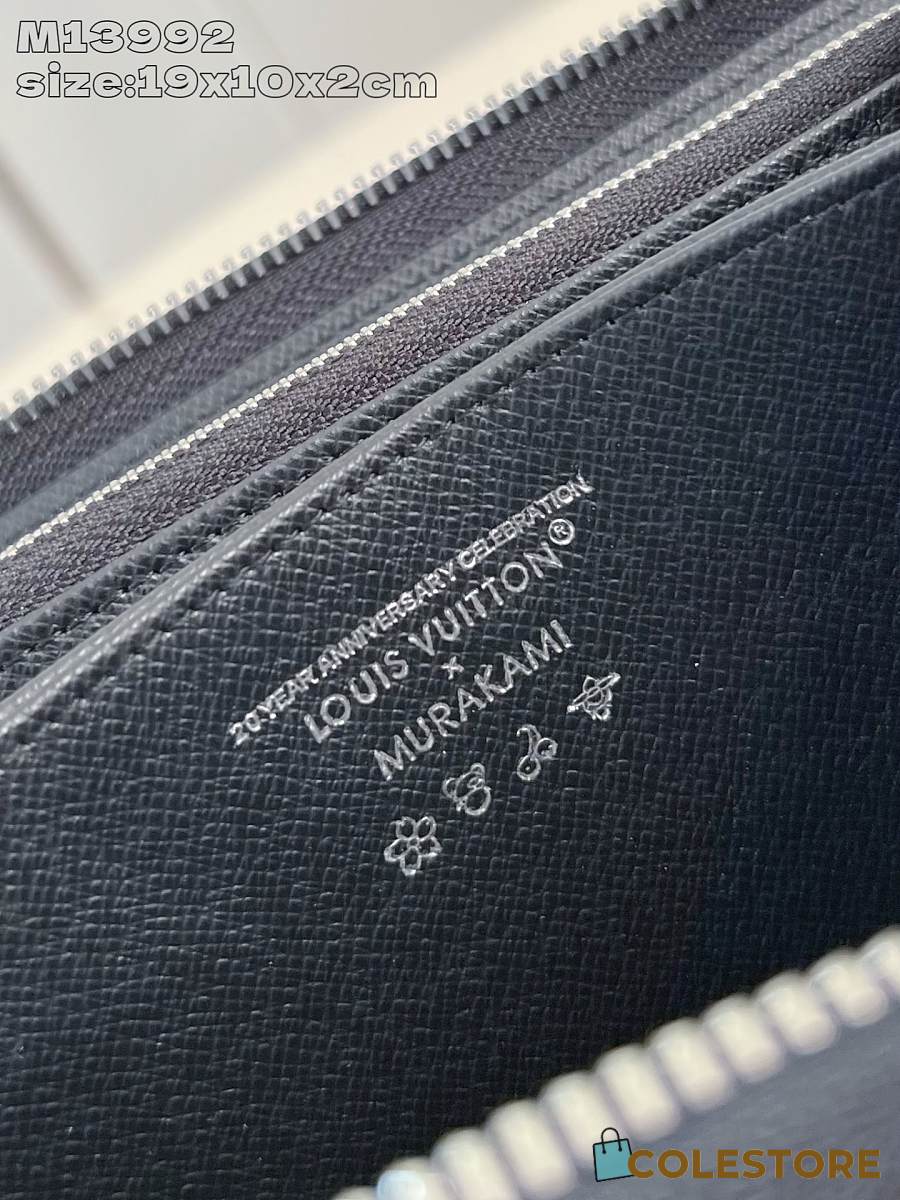 M13992
size:19x10x2cm
20 YEAR ANNIVERSARY CELEBRATION
LOUIS VUITTON®
x
MURAKAMI
COLESTORE